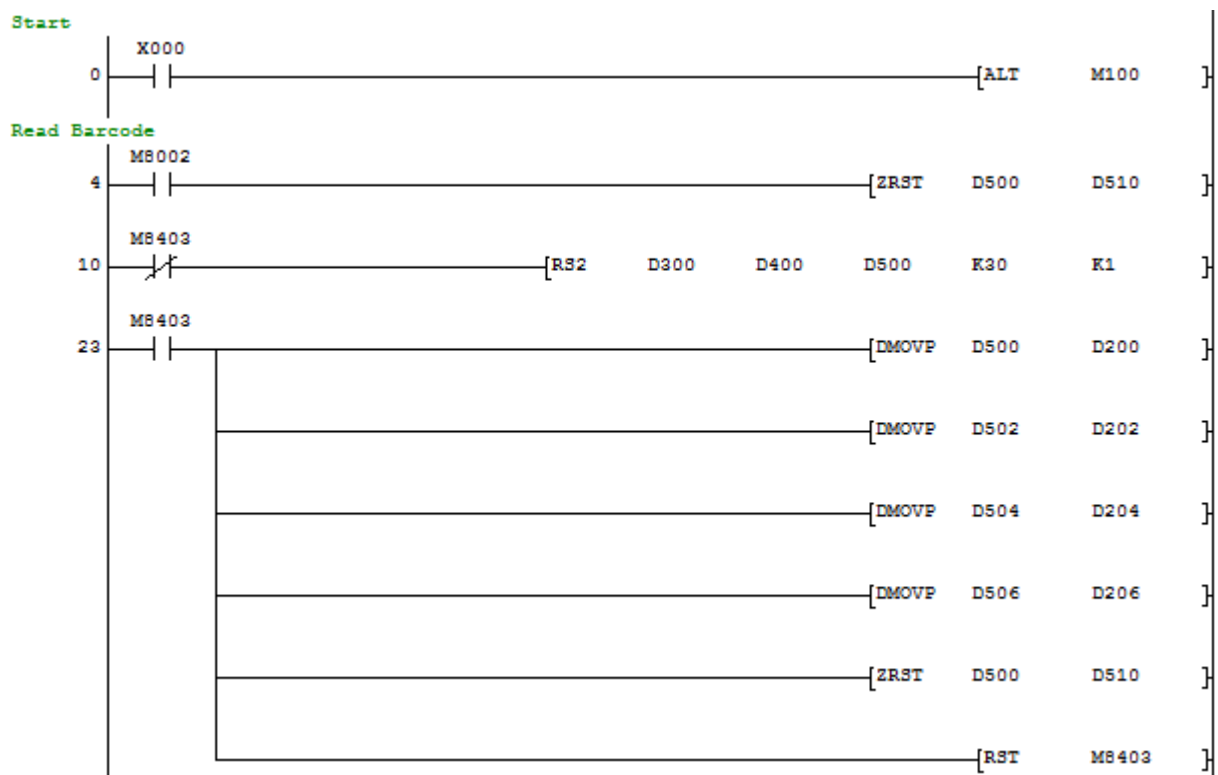 Start
X000
0 [ALT M100 ]
Read Barcode
M8002
4 [ZRST D500 D510 ]
M8403
10 [RS2 D300 D400 D500 K30 K1 ]
M8403
23 [DMOVP D500 D200 ]
[DMOVP D502 D202 ]
[DMOVP D504 D204 ]
[DMOVP D506 D206 ]
[ZRST D500 D510 ]
[RST M8403 ]